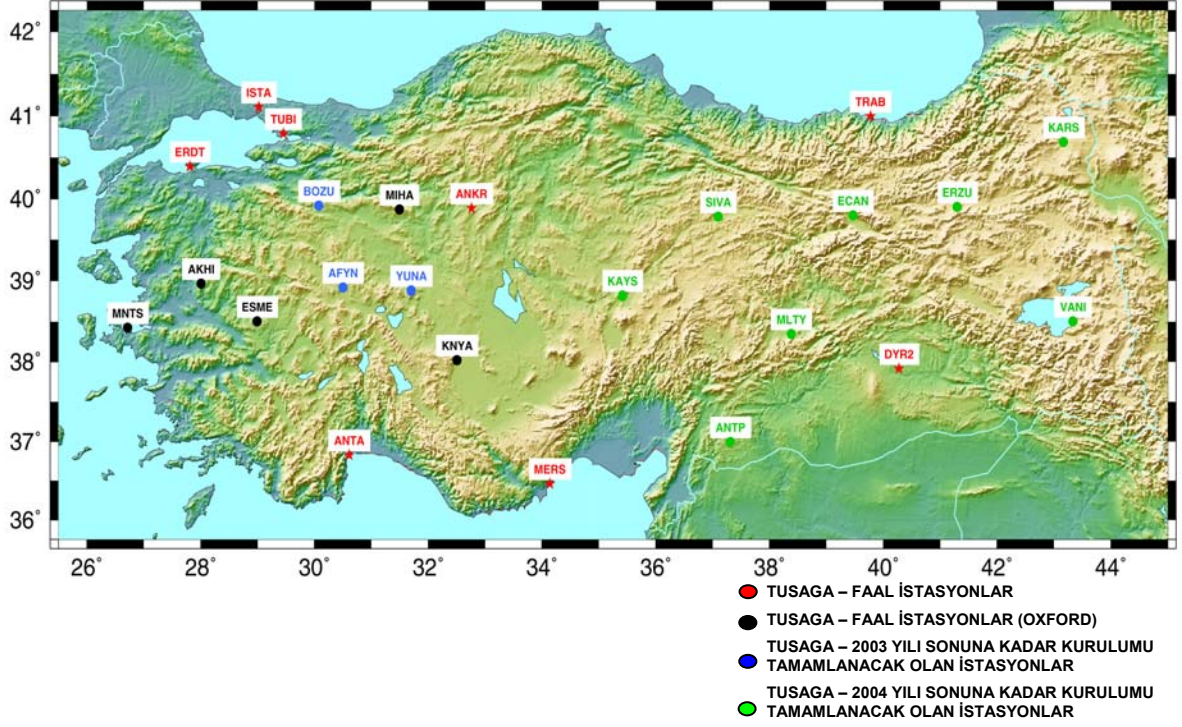 42°
41°
40°
39°
38°
37°
36°
ISTA
TUBI
ERDT
TRAB
KARS
BOZU
MIHA
ANKR
SIVA
ECAN
ERZU
AKHI
AFYN
YUNA
KAYS
MNTS
ESME
KNYA
MLTY
VANI
DYR2
ANTA
ANTP
MERS
26° 28° 30° 32° 34° 36° 38° 40° 42° 44°
TUSAGA – FAAL İSTASYONLAR
TUSAGA – FAAL İSTASYONLAR (OXFORD)
TUSAGA – 2003 YILI SONUNA KADAR KURULUMU
TAMAMLANACAK OLAN İSTASYONLAR
TUSAGA – 2004 YILI SONUNA KADAR KURULUMU
TAMAMLANACAK OLAN İSTASYONLAR